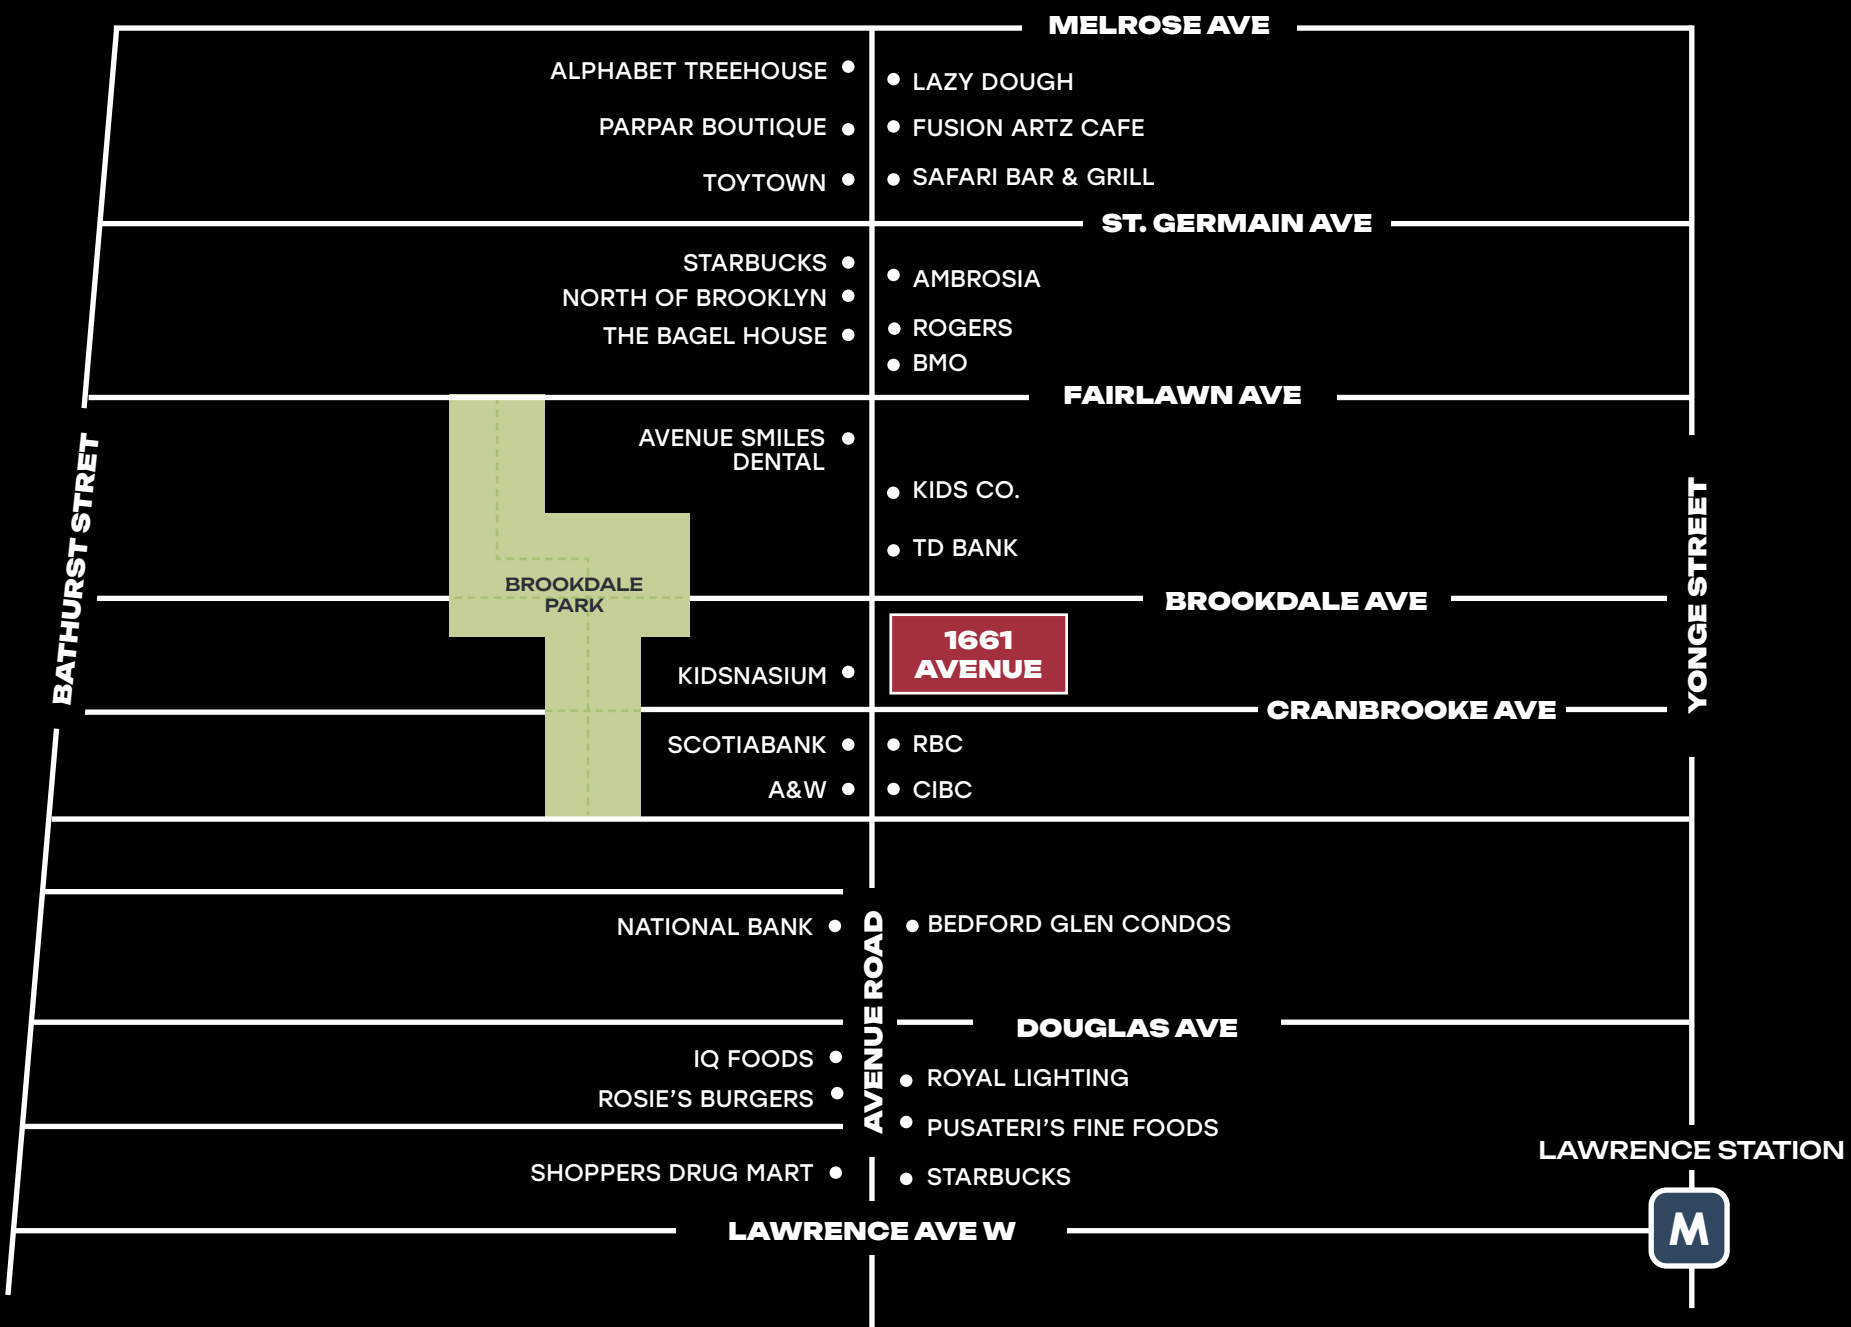 MELROSE AVE
ALPHABET TREEHOUSE
LAZY DOUGH
PARPAR BOUTIQUE
FUSION ARTZ CAFE
TOYTOWN
SAFARI BAR & GRILL
ST. GERMAIN AVE
STARBUCKS
AMBROSIA
NORTH OF BROOKLYN
ROGERS
THE BAGEL HOUSE
BMO
FAIRLAWN AVE
AVENUE SMILES
DENTAL
KIDS CO.
TD BANK
BATHURST STRET
YONGE STREET
BROOKDALE
PARK
BROOKDALE AVE
1661
AVENUE
KIDSNASIUM
CRANBROOKE AVE
SCOTIABANK
RBC
A&W
CIBC
NATIONAL BANK
BEDFORD GLEN CONDOS
AVENUE ROAD
DOUGLAS AVE
IQ FOODS
ROYAL LIGHTING
ROSIE’S BURGERS
PUSATERI’S FINE FOODS
LAWRENCE STATION
SHOPPERS DRUG MART
STARBUCKS
LAWRENCE AVE W
M